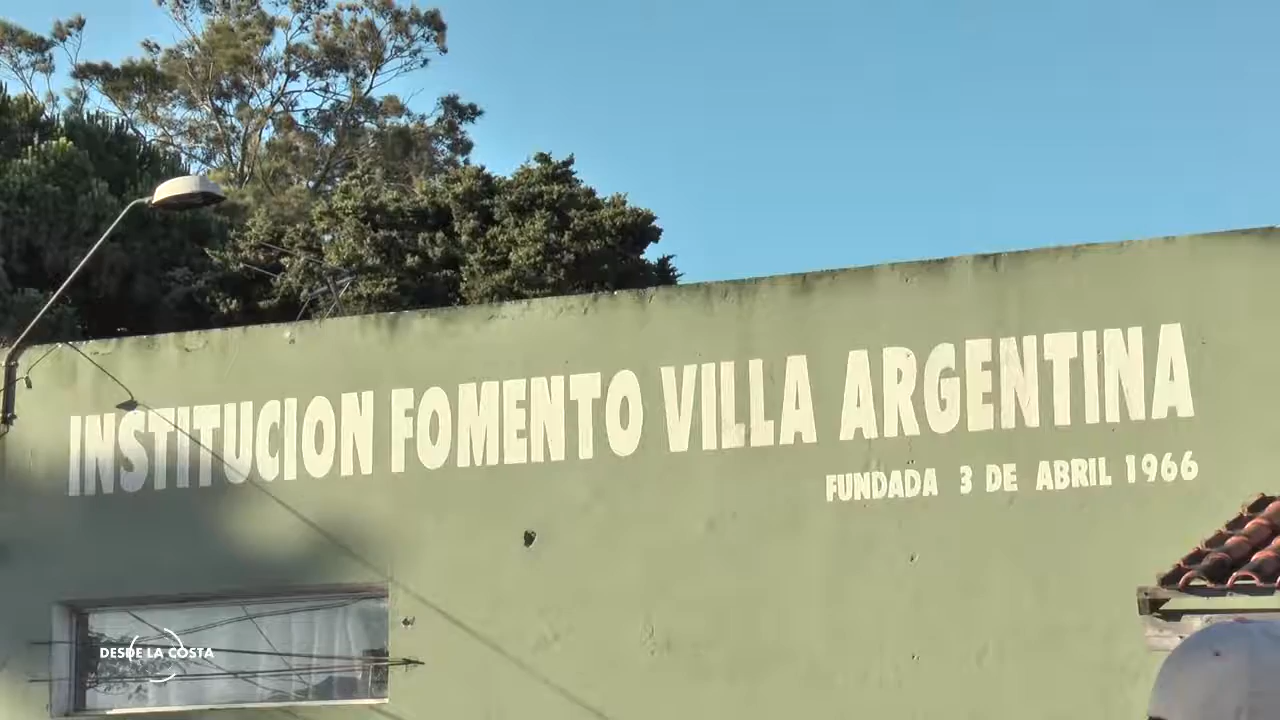 INSTITUCION FOMENTO VILLA ARGENTINA
FUNDADA 3 DE ABRIL 1966
DESDE LA COSTA